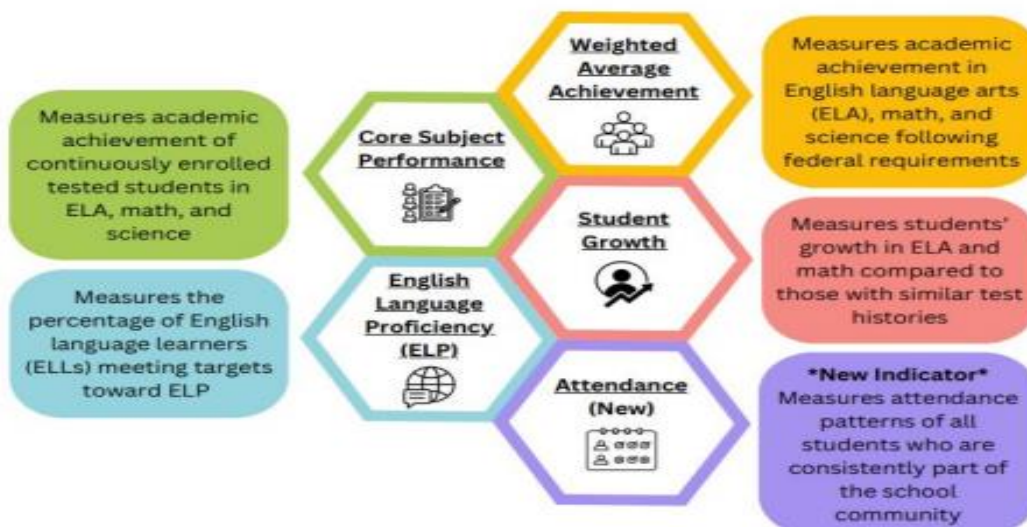 Weighted
Average
Achievement
Measures academic
achievement in
English language arts
(ELA), math, and
science following
federal requirements
Measures academic
achievement of
continuously enrolled
tested students in
ELA, math, and
science
Core Subject
Performance
Student
Growth
Measures students'
growth in ELA and
math compared to
those with similar test
histories
Measures the
percentage of English
language learners
(ELLs) meeting targets
toward ELP
English
Language
Proficiency
(ELP)
Attendance
(New)
*New Indicator*
Measures attendance
patterns of all
students who are
consistently part of
the school
community